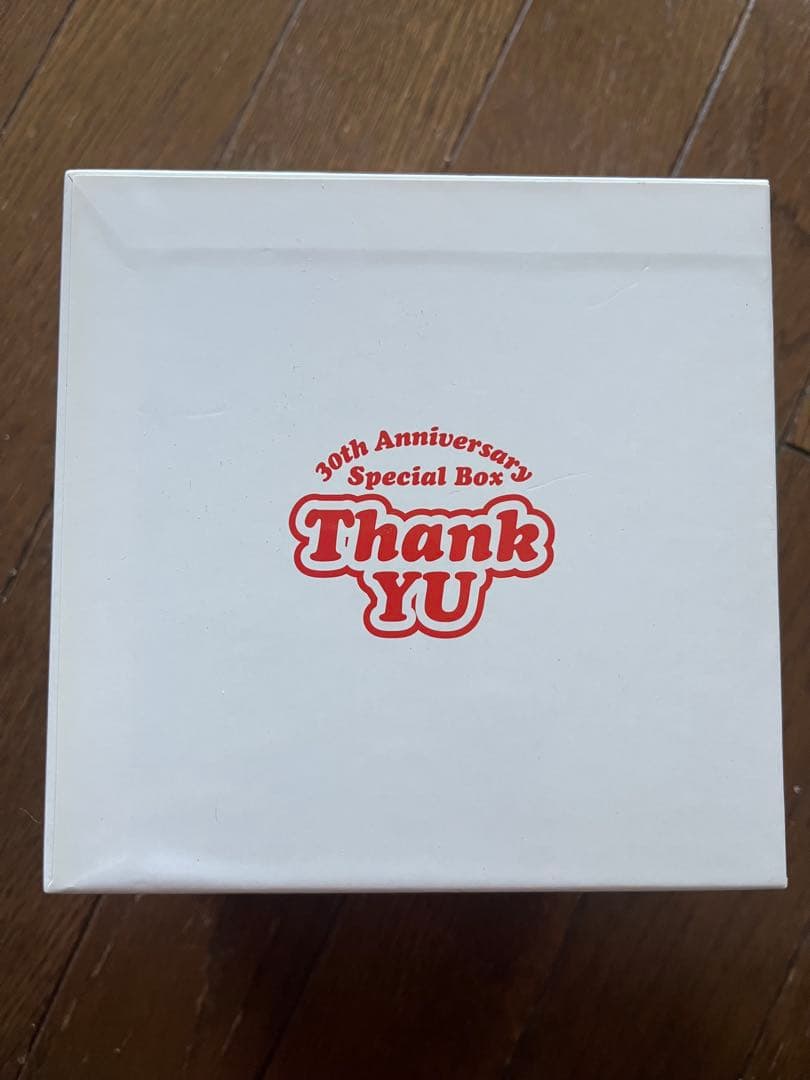 30th Anniversary
Special Box
Thank
YU